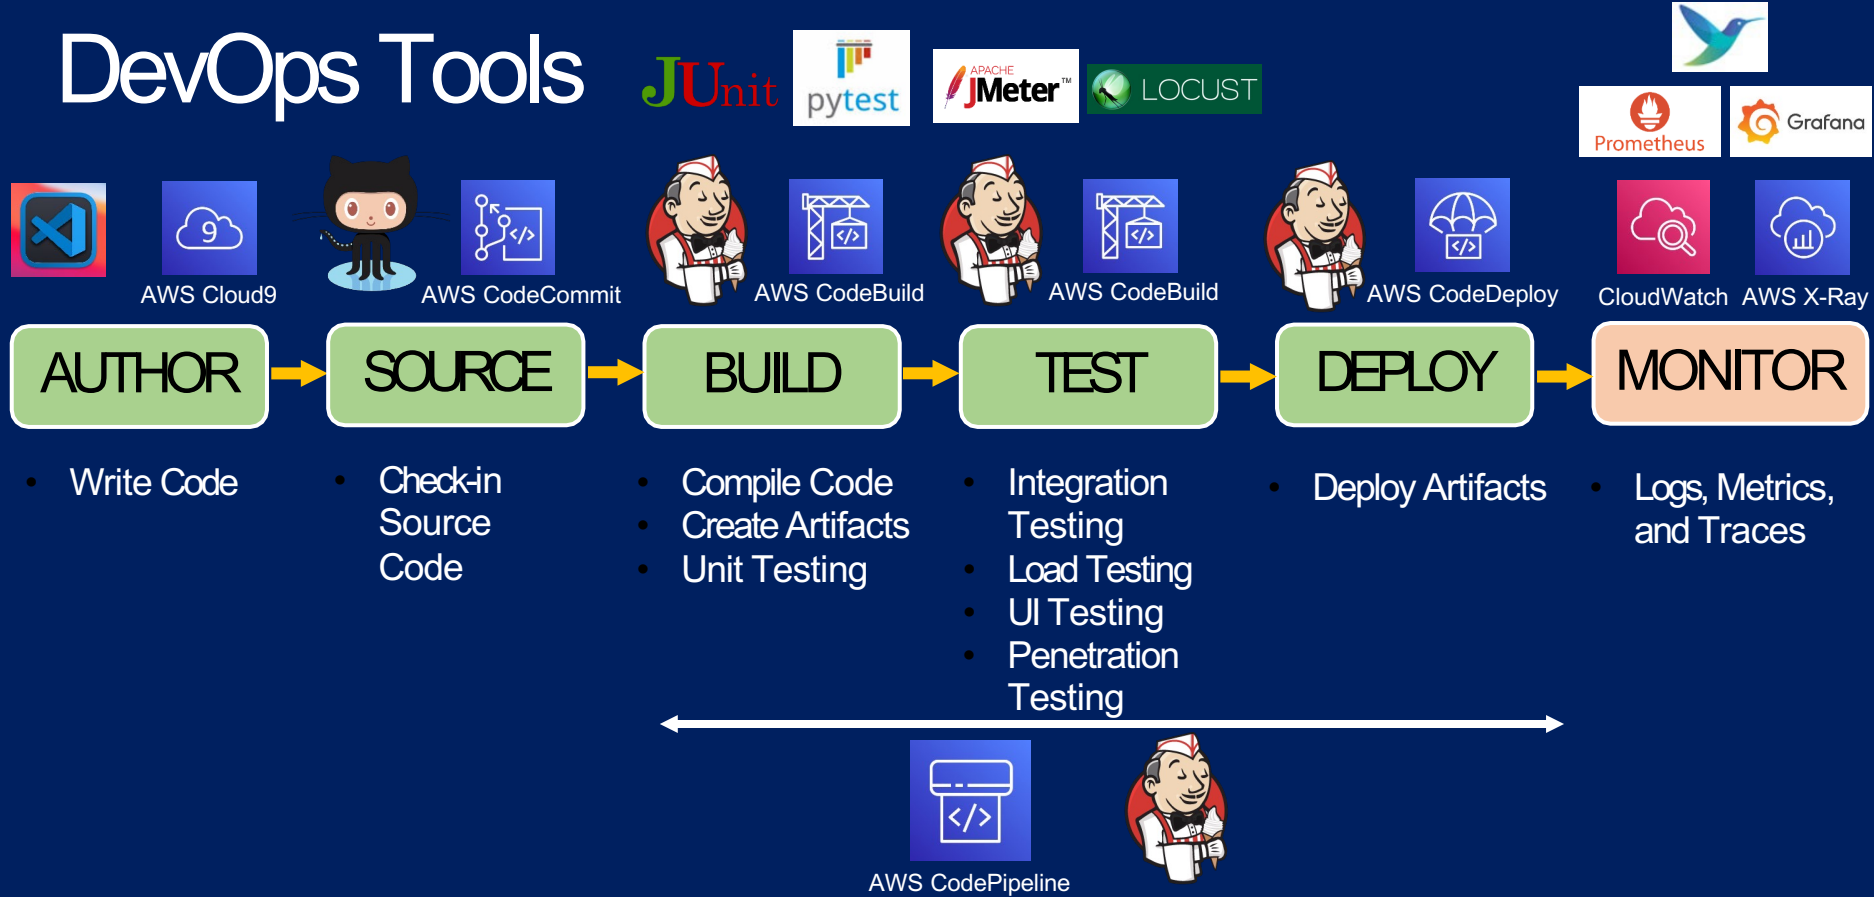 DevOps Tools
JUnit
pytest
APACHE
JMeter™
LOCUST
Prometheus
Grafana
9
AWS Cloud9
</>
AWS CodeCommit
</>
AWS CodeBuild
</>
AWS CodeBuild
</>
AWS CodeDeploy
CloudWatch
AWS X-Ray
AUTHOR
SOURCE
BUILD
TEST
DEPLOY
MONITOR
• Write Code
• Check-in
Source
Code
• Compile Code
• Create Artifacts
• Unit Testing
• Integration
Testing
• Load Testing
• UI Testing
• Penetration
Testing
• Deploy Artifacts
• Logs, Metrics,
and Traces
</>
AWS CodePipeline